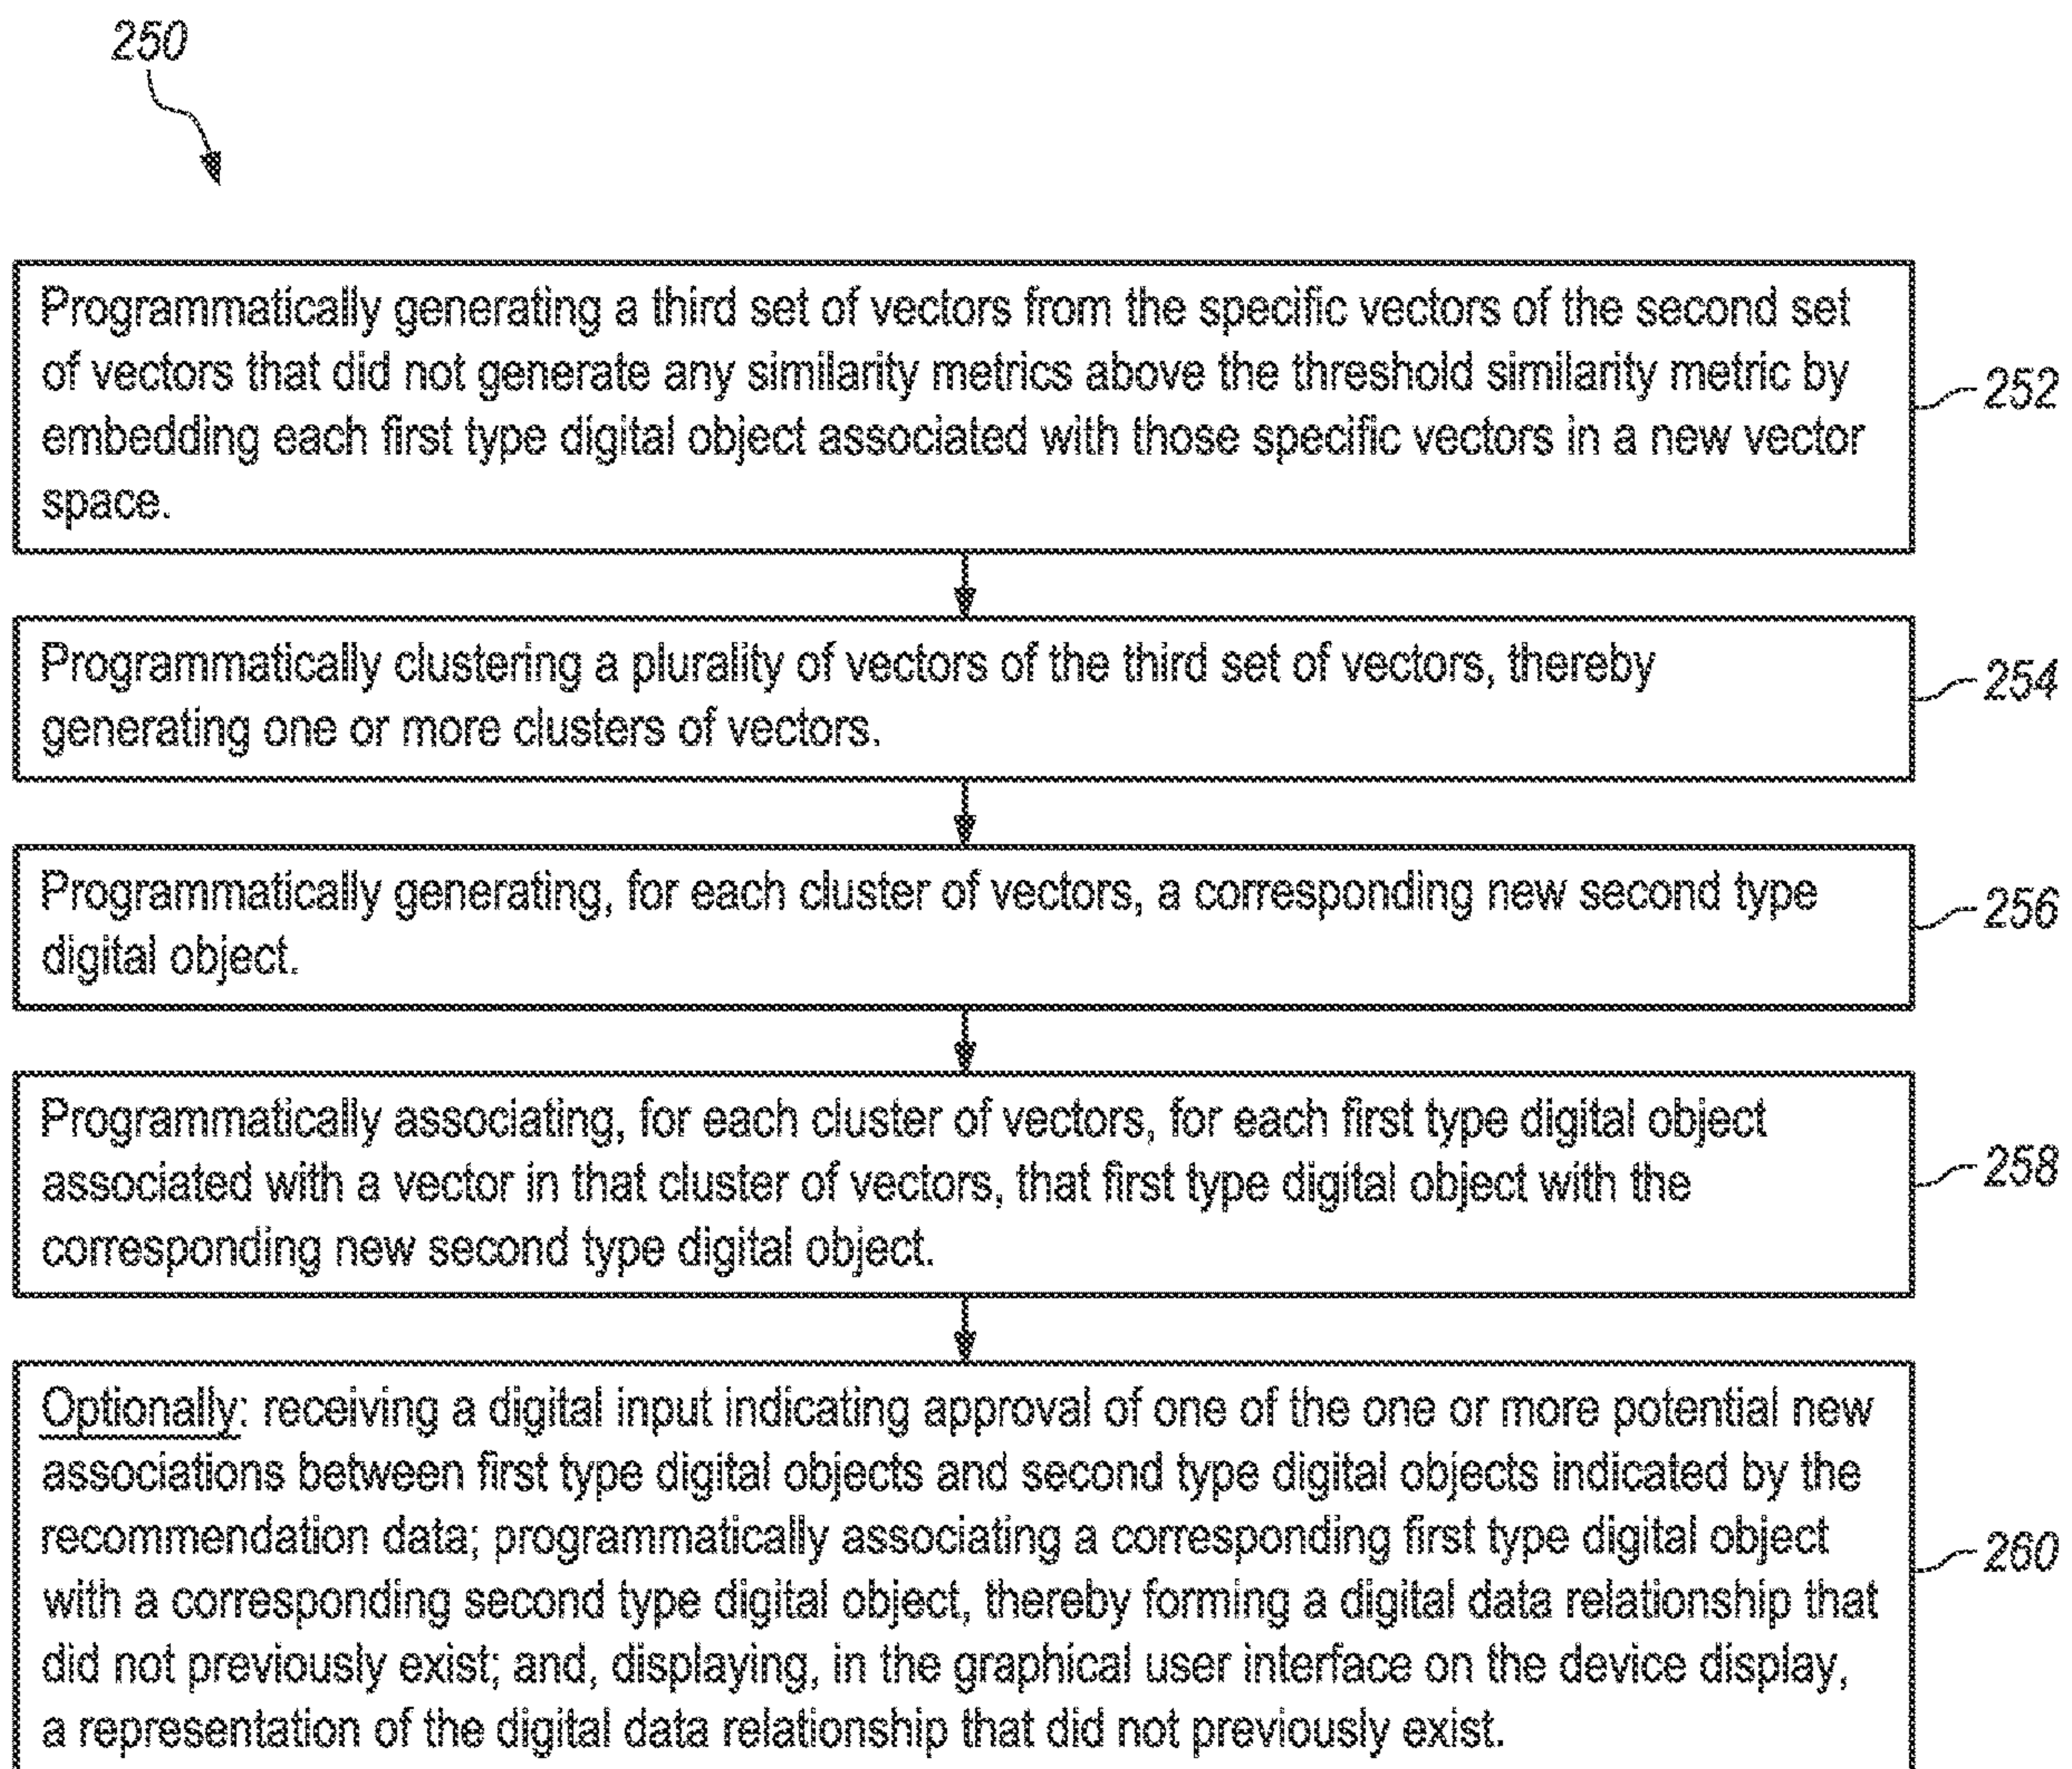 250
Programmatically generating a third set of vectors from the specific vectors of the second set
of vectors that did not generate any similarity metrics above the threshold similarity metric by
embedding each first type digital object associated with those specific vectors in a new vector
space.
252
Programmatically clustering a plurality of vectors of the third set of vectors, thereby
generating one or more clusters of vectors.
254
Programmatically generating, for each cluster of vectors, a corresponding new second type
digital object.
256
Programmatically associating, for each cluster of vectors, for each first type digital object
associated with a vector in that cluster of vectors, that first type digital object with the
corresponding new second type digital object.
258
Optionally: receiving a digital input indicating approval of one of the one or more potential new
associations between first type digital objects and second type digital objects indicated by the
recommendation data; programmatically associating a corresponding first type digital object
with a corresponding second type digital object, thereby forming a digital data relationship that
did not previously exist; and, displaying, in the graphical user interface on the device display,
a representation of the digital data relationship that did not previously exist.
260